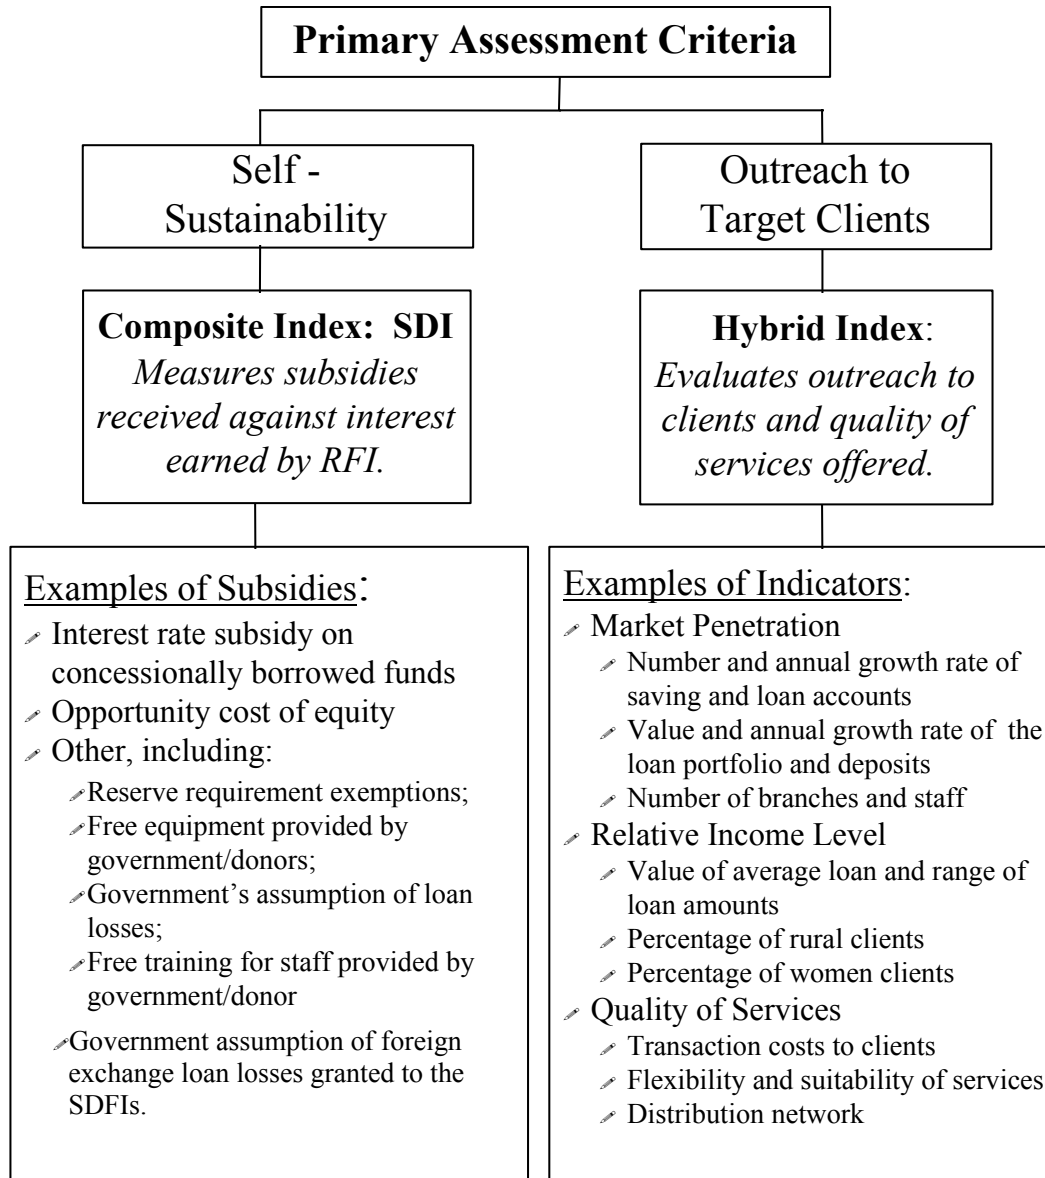 Primary Assessment Criteria
Self -
Sustainability
Outreach to
Target Clients
Composite Index:  SDI
Measures subsidies
received against interest
earned by RFI.
Hybrid Index:
Evaluates outreach to
clients and quality of
services offered.
Examples of Subsidies:
Interest rate subsidy on
concessionally borrowed funds
Opportunity cost of equity
Other, including:
Reserve requirement exemptions;
Free equipment provided by
government/donors;
Government’s assumption of loan
losses;
Free training for staff provided by
government/donor
Government assumption of foreign
exchange loan losses granted to the
SDFIs.
Examples of Indicators:
Market Penetration
Number and annual growth rate of
saving and loan accounts
Value and annual growth rate of  the
loan portfolio and deposits
Number of branches and staff
Relative Income Level
Value of average loan and range of
loan amounts
Percentage of rural clients
Percentage of women clients
Quality of Services
Transaction costs to clients
Flexibility and suitability of services
Distribution network